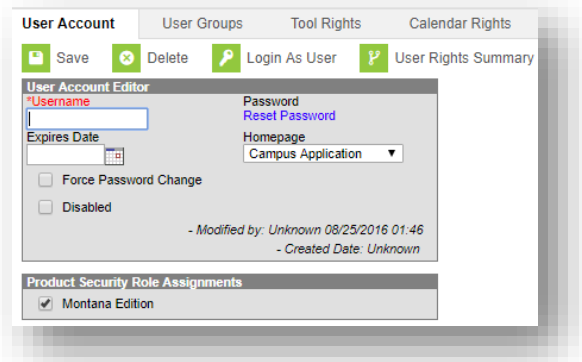 User Account User Groups Tool Rights Calendar Rights
Save Delete Login As User User Rights Summary
User Account Editor
*Username Password
Reset Password
Expires Date Homepage
Campus Application ▼
Force Password Change
Disabled
- Modified by: Unknown 08/25/2016 01:46
- Created Date: Unknown
Product Security Role Assignments
Montana Edition